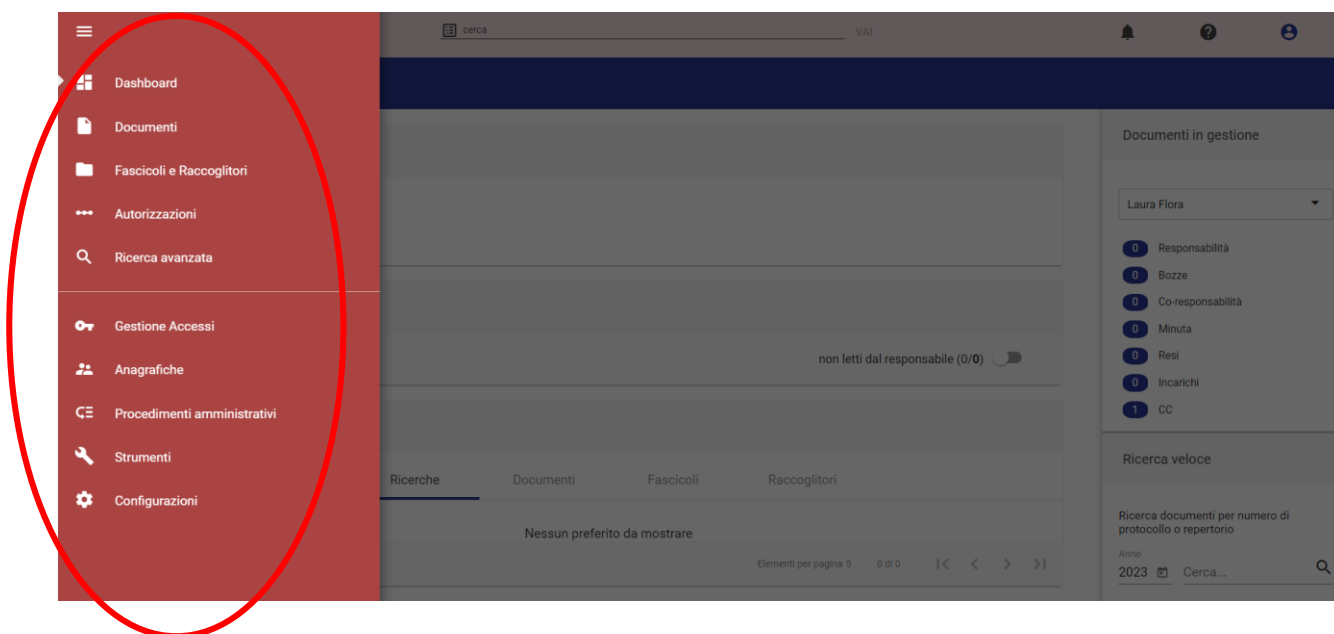 cerca VAI
Dashboard
Documenti
Fascicoli e Raccoglitori
Autorizzazioni
Ricerca avanzata
Gestione Accessi
Anagrafiche
Procedimenti amministrativi
Strumenti
Configurazioni
non letti dal responsabile (0/0)
Ricerche Documenti Fascicoli Raccoglitori
Nessun preferito da mostrare
Elementi per pagina 5 0 di 0
Documenti in gestione
Laura Flora
0 Responsabilità
0 Bozze
0 Co-responsabilità
0 Minuta
0 Resi
0 Incarichi
1 CC
Ricerca veloce
Ricerca documenti per numero di
protocollo o repertorio
Anno
2023 Cerca...